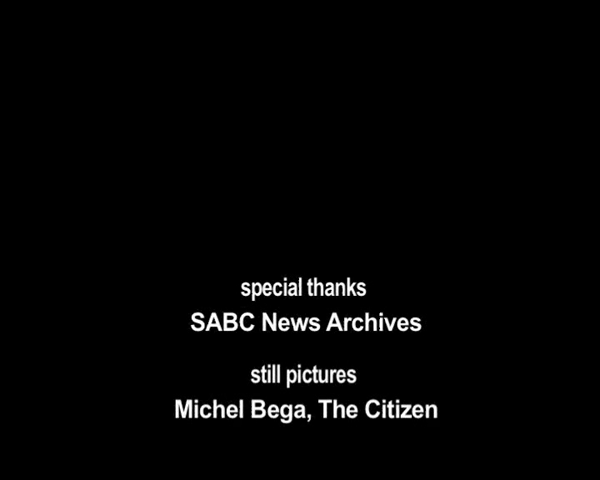 special thanks
SABC News Archives
still pictures
Michel Bega, The Citizen